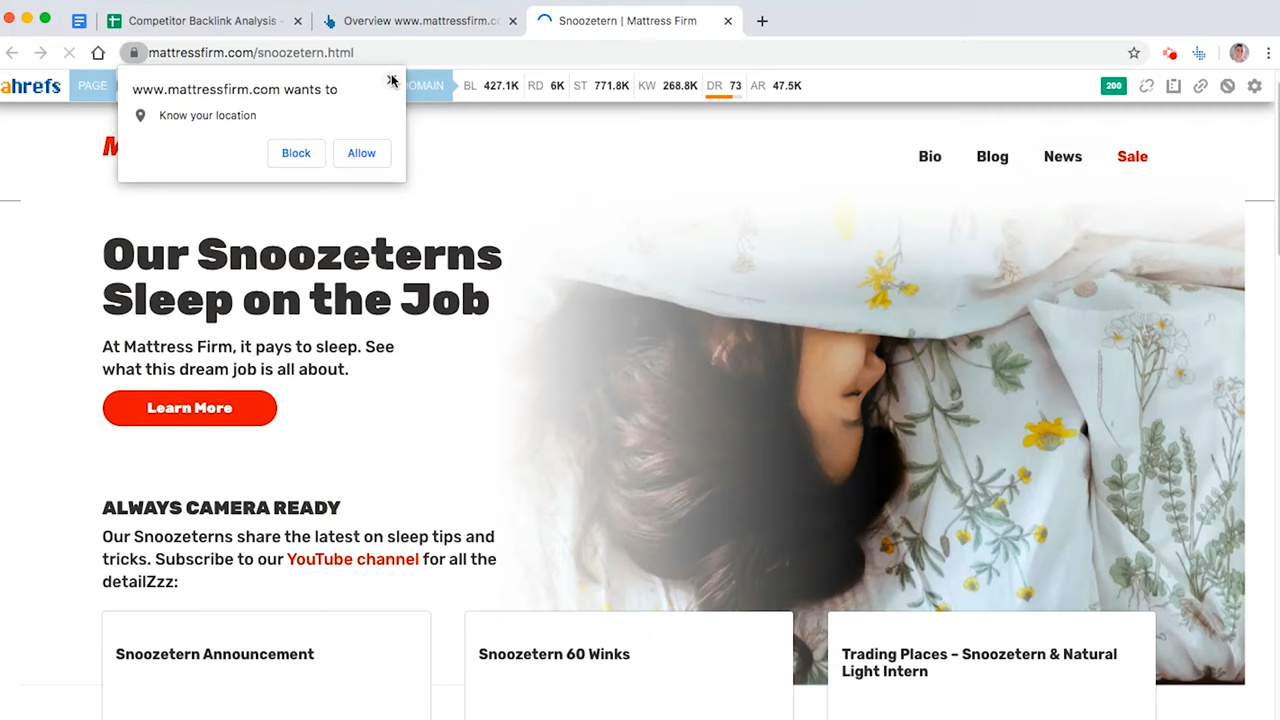 Competitor Backlink Analysis -
Overview www.mattressfirm.c
Snoozetern | Mattress Firm
mattressfirm.com/snoozetern.html
ahrefs PAGE OMAIN BL 427.1K RD 6K ST 771.8K KW 268.8K DR 73 AR 47.5K 200
www.mattressfirm.com wants to
Know your location
Block Allow
M
Bio Blog News Sale
Our Snoozeterns
Sleep on the Job
At Mattress Firm, it pays to sleep. See
what this dream job is all about.
Learn More
ALWAYS CAMERA READY
Our Snoozeterns share the latest on sleep tips and
tricks. Subscribe to our YouTube channel for all the
detailZzz:
Snoozetern Announcement
Snoozetern 60 Winks
Trading Places – Snoozetern & Natural
Light Intern